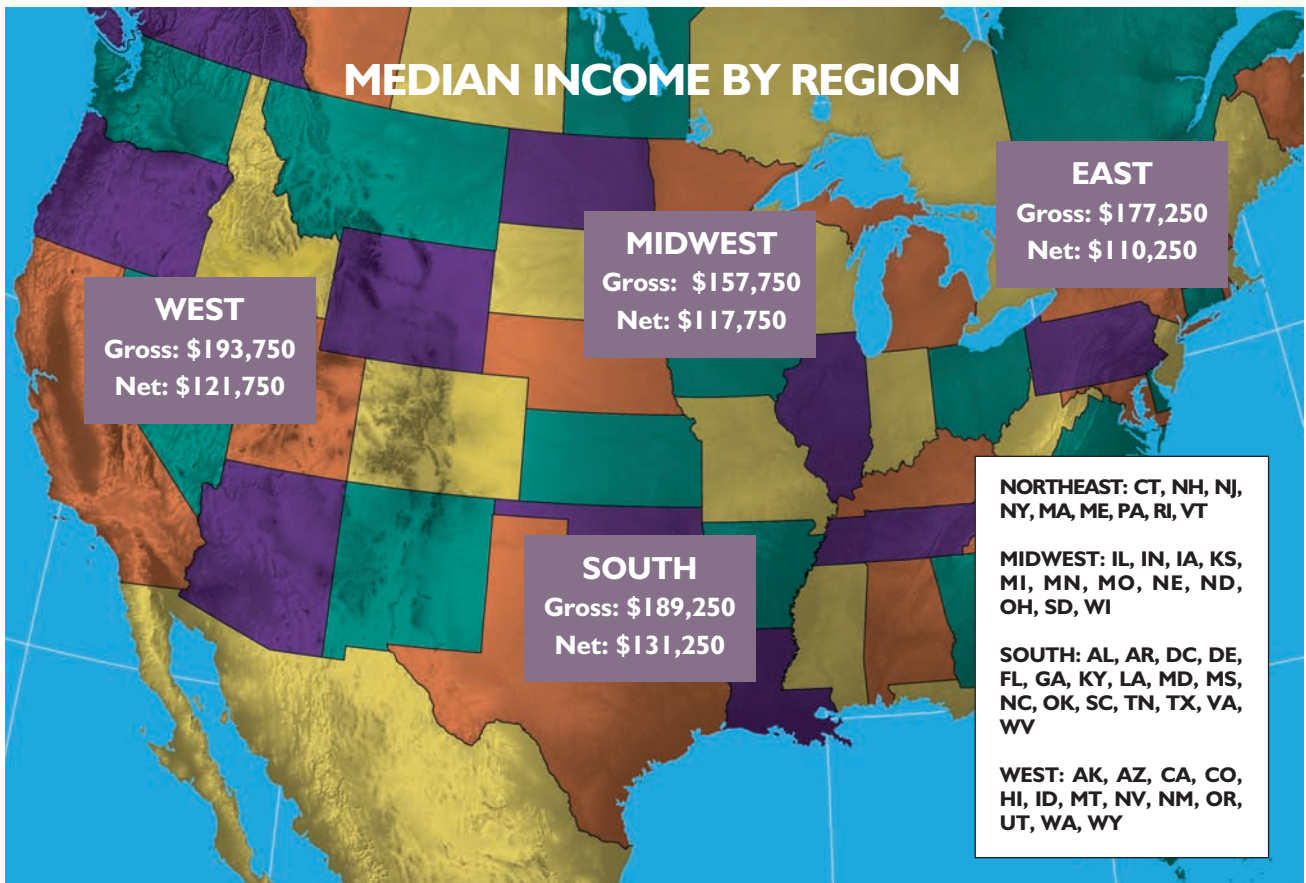 MEDIAN INCOME BY REGION
EAST
Gross: $177,250
Net: $110,250
MIDWEST
Gross: $157,750
Net: $117,750
WEST
Gross: $193,750
Net: $121,750
SOUTH
Gross: $189,250
Net: $131,250
NORTHEAST: CT, NH, NJ,
NY, MA, ME, PA, RI, VT
MIDWEST: IL, IN, IA, KS,
MI, MN, MO, NE, ND,
OH, SD, WI
SOUTH: AL, AR, DC, DE,
FL, GA, KY, LA, MD, MS,
NC, OK, SC, TN, TX, VA,
WV
WEST: AK, AZ, CA, CO,
HI, ID, MT, NV, NM, OR,
UT, WA, WY